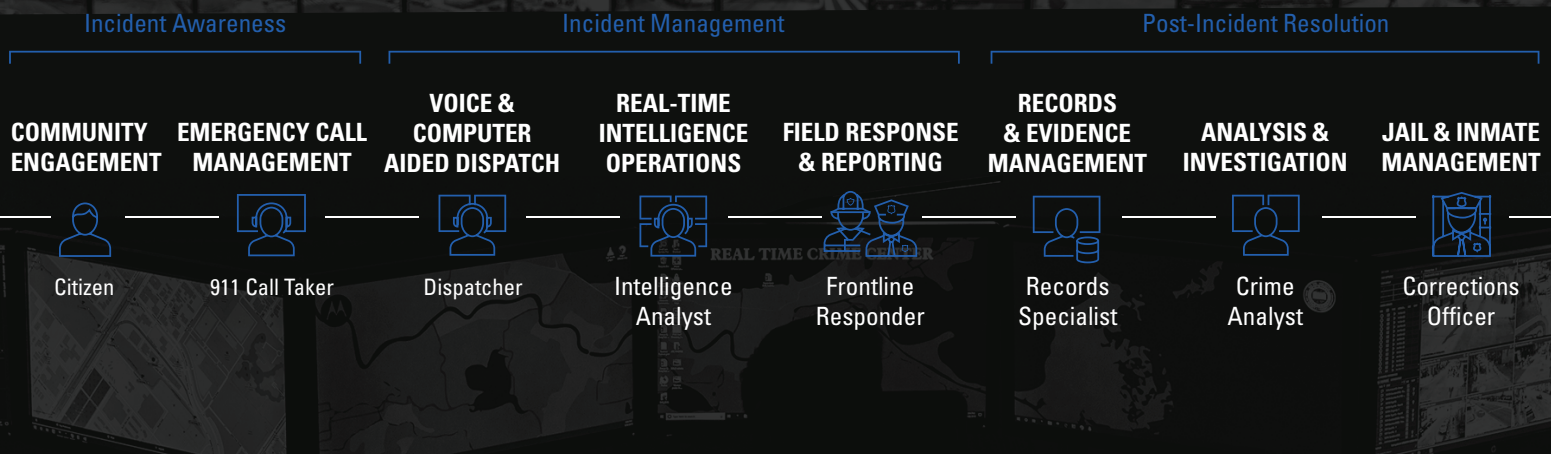 Incident Awareness
Incident Management
Post-Incident Resolution
COMMUNITY
ENGAGEMENT
EMERGENCY CALL
MANAGEMENT
VOICE &
COMPUTER
AIDED DISPATCH
REAL-TIME
INTELLIGENCE
OPERATIONS
FIELD RESPONSE
& REPORTING
RECORDS
& EVIDENCE
MANAGEMENT
ANALYSIS &
INVESTIGATION
JAIL & INMATE
MANAGEMENT
REAL TIME CRIME CENTER
Citizen
911 Call Taker
Dispatcher
Intelligence
Analyst
Frontline
Responder
Records
Specialist
Crime
Analyst
Corrections
Officer